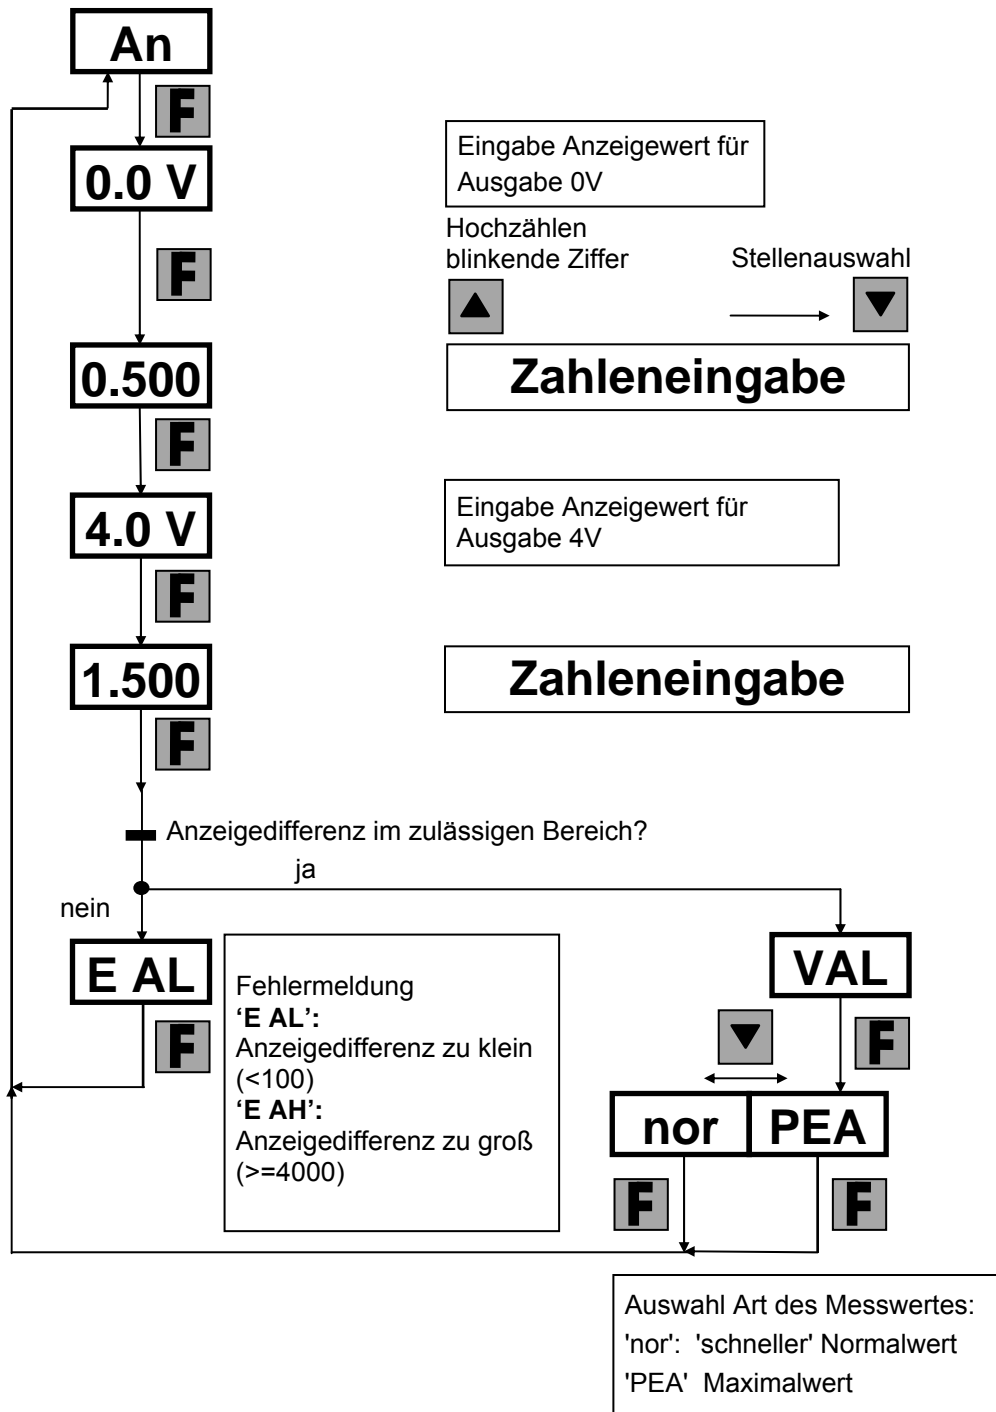 An
F
0.0 V
Eingabe Anzeigewert für
Ausgabe 0V
Hochzählen
blinkende Ziffer
Stellenauswahl
F
0.500
Zahleneingabe
F
4.0 V
Eingabe Anzeigewert für
Ausgabe 4V
F
1.500
Zahleneingabe
F
Anzeigedifferenz im zulässigen Bereich?
ja
nein
E AL
F
Fehlermeldung
‘E AL’:
Anzeigedifferenz zu klein
(<100)
‘E AH’:
Anzeigedifferenz zu groß
(>=4000)
VAL
F
nor
PEA
F
F
Auswahl Art des Messwertes:
'nor': 'schneller' Normalwert
'PEA' Maximalwert